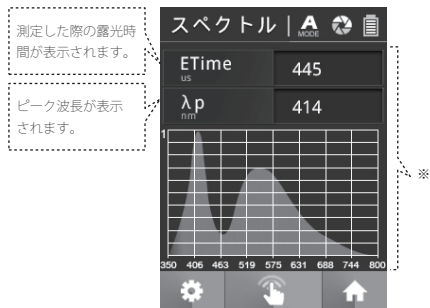 測定した際の露光時
間が表示されます。
ピーク波長が表示
されます。
スペクトル | A
MODE
ETime
us
445
λp
nm
414
※
1
350 406 463 519 575 631 688 744 800